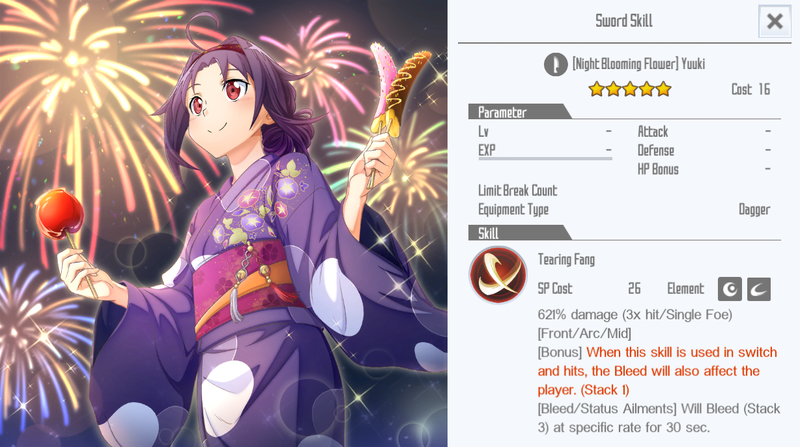 Sword Skill
[Night Blooming Flower] Yuuki
Cost 16
Parameter
Lv - Attack -
EXP - Defense -
HP Bonus -
Limit Break Count
Equipment Type Dagger
Skill
Tearing Fang
SP Cost 26 Element
621% damage (3x hit/Single Foe)
[Front/Arc/Mid]
[Bonus] When this skill is used in switch
and hits, the Bleed will also affect the
player. (Stack 1)
[Bleed/Status Ailments] Will Bleed (Stack
3) at specific rate for 30 sec.